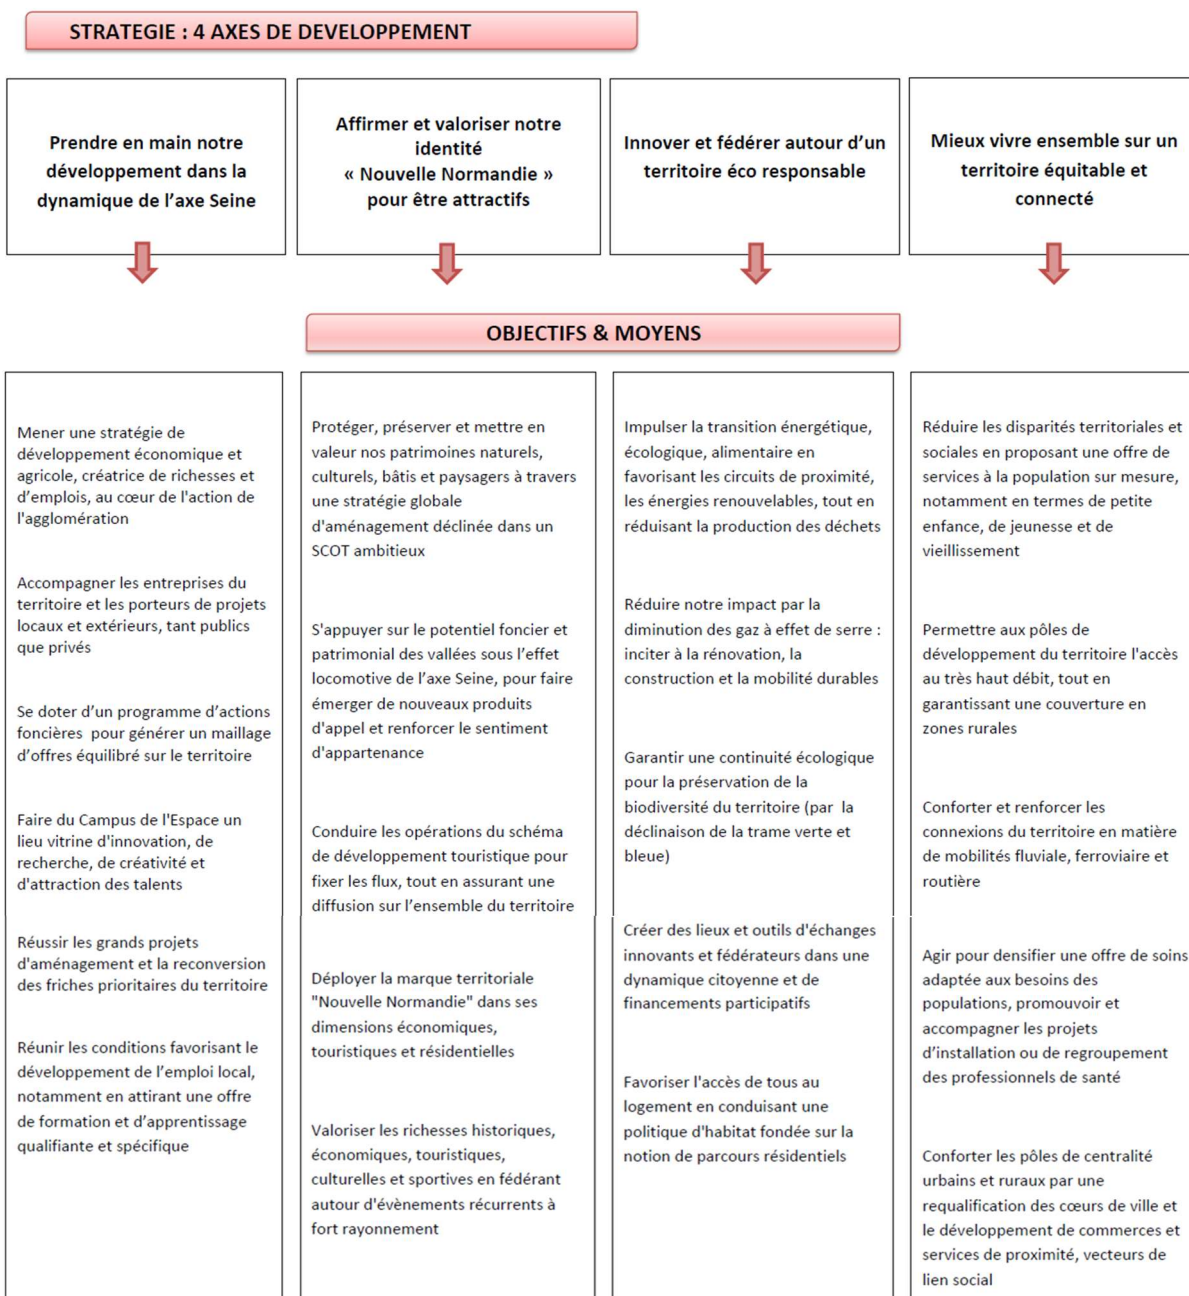 STRATEGIE : 4 AXES DE DEVELOPPEMENT
Prendre en main notre
développement dans la
dynamique de l’axe Seine
Affirmer et valoriser notre
identité
« Nouvelle Normandie »
pour être attractifs
Innover et fédérer autour d’un
territoire éco responsable
Mieux vivre ensemble sur un
territoire équitable et
connecté
OBJECTIFS & MOYENS
Mener une stratégie de
développement économique et
agricole, créatrice de richesses et
d’emplois, au cœur de l'action de
l'agglomération
Accompagner les entreprises du
territoire et les porteurs de projets
locaux et extérieurs, tant publics
que privés
Se doter d’un programme d’actions
foncières pour générer un maillage
d’offres équilibré sur le territoire
Faire du Campus de l'Espace un
lieu vitrine d'innovation, de
recherche, de créativité et
d'attraction des talents
Réussir les grands projets
d'aménagement et la reconversion
des friches prioritaires du territoire
Réunir les conditions favorisant le
développement de l’emploi local,
notamment en attirant une offre
de formation et d’apprentissage
qualifiante et spécifique
Protéger, préserver et mettre en
valeur nos patrimoines naturels,
culturels, bâtis et paysagers à travers
une stratégie globale
d'aménagement déclinée dans un
SCOT ambitieux
S'appuyer sur le potentiel foncier et
patrimonial des vallées sous l’effet
locomotive de l’axe Seine, pour faire
émerger de nouveaux produits
d'appel et renforcer le sentiment
d'appartenance
Conduire les opérations du schéma
de développement touristique pour
fixer les flux, tout en assurant une
diffusion sur l’ensemble du territoire
Déployer la marque territoriale
"Nouvelle Normandie" dans ses
dimensions économiques,
touristiques et résidentielles
Valoriser les richesses historiques,
économiques, touristiques,
culturelles et sportives en fédérant
autour d'évènements récurrents à
fort rayonnement
Impulser la transition énergétique,
écologique, alimentaire en
favorisant les circuits de proximité,
les énergies renouvelables, tout en
réduisant la production des déchets
Réduire notre impact par la
diminution des gaz à effet de serre :
inciter à la rénovation, la
construction et la mobilité durables
Garantir une continuité écologique
pour la préservation de la
biodiversité du territoire (par la
déclinaison de la trame verte et
bleue)
Créer des lieux et outils d'échanges
innovants et fédérateurs dans une
dynamique citoyenne et de
financements participatifs
Favoriser l'accès de tous au
logement en conduisant une
politique d'habitat fondée sur la
notion de parcours résidentiels
Réduire les disparités territoriales et
sociales en proposant une offre de
services à la population sur mesure,
notamment en termes de petite
enfance, de jeunesse et de
vieillissement
Permettre aux pôles de
développement du territoire l'accès
au très haut débit, tout en
garantissant une couverture en
zones rurales
Conforter et renforcer les
connexions du territoire en matière
de mobilités fluviale, ferroviaire et
routière
Agir pour densifier une offre de soins
adaptée aux besoins des
populations, promouvoir et
accompagner les projets
d’installation ou de regroupement
des professionnels de santé
Conforter les pôles de centralité
urbains et ruraux par une
requalification des cœurs de ville et
le développement de commerces et
services de proximité, vecteurs de
lien social